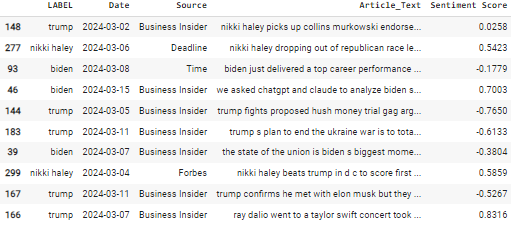 LABEL Date Source Article_Text Sentiment Score
148 trump 2024-03-02 Business Insider nikki haley picks up collins murkowski endorse... 0.0258
277 nikki haley 2024-03-06 Deadline nikki haley dropping out of republican race le... 0.5423
93 biden 2024-03-08 Time biden just delivered a top career performance ... -0.1779
46 biden 2024-03-15 Business Insider we asked chatgpt and claude to analyze biden s... 0.7003
144 trump 2024-03-05 Business Insider trump fights proposed hush money trial gag arg... -0.7650
183 trump 2024-03-11 Business Insider trump s plan to end the ukraine war is to tota... -0.6133
39 biden 2024-03-07 Business Insider the state of the union is biden s biggest mome... -0.3804
299 nikki haley 2024-03-04 Forbes nikki haley beats trump in d c to score first ... 0.5859
167 trump 2024-03-11 Business Insider trump confirms he met with elon musk but they ... -0.5267
166 trump 2024-03-07 Business Insider ray dalio went to a taylor swift concert took ... 0.8316